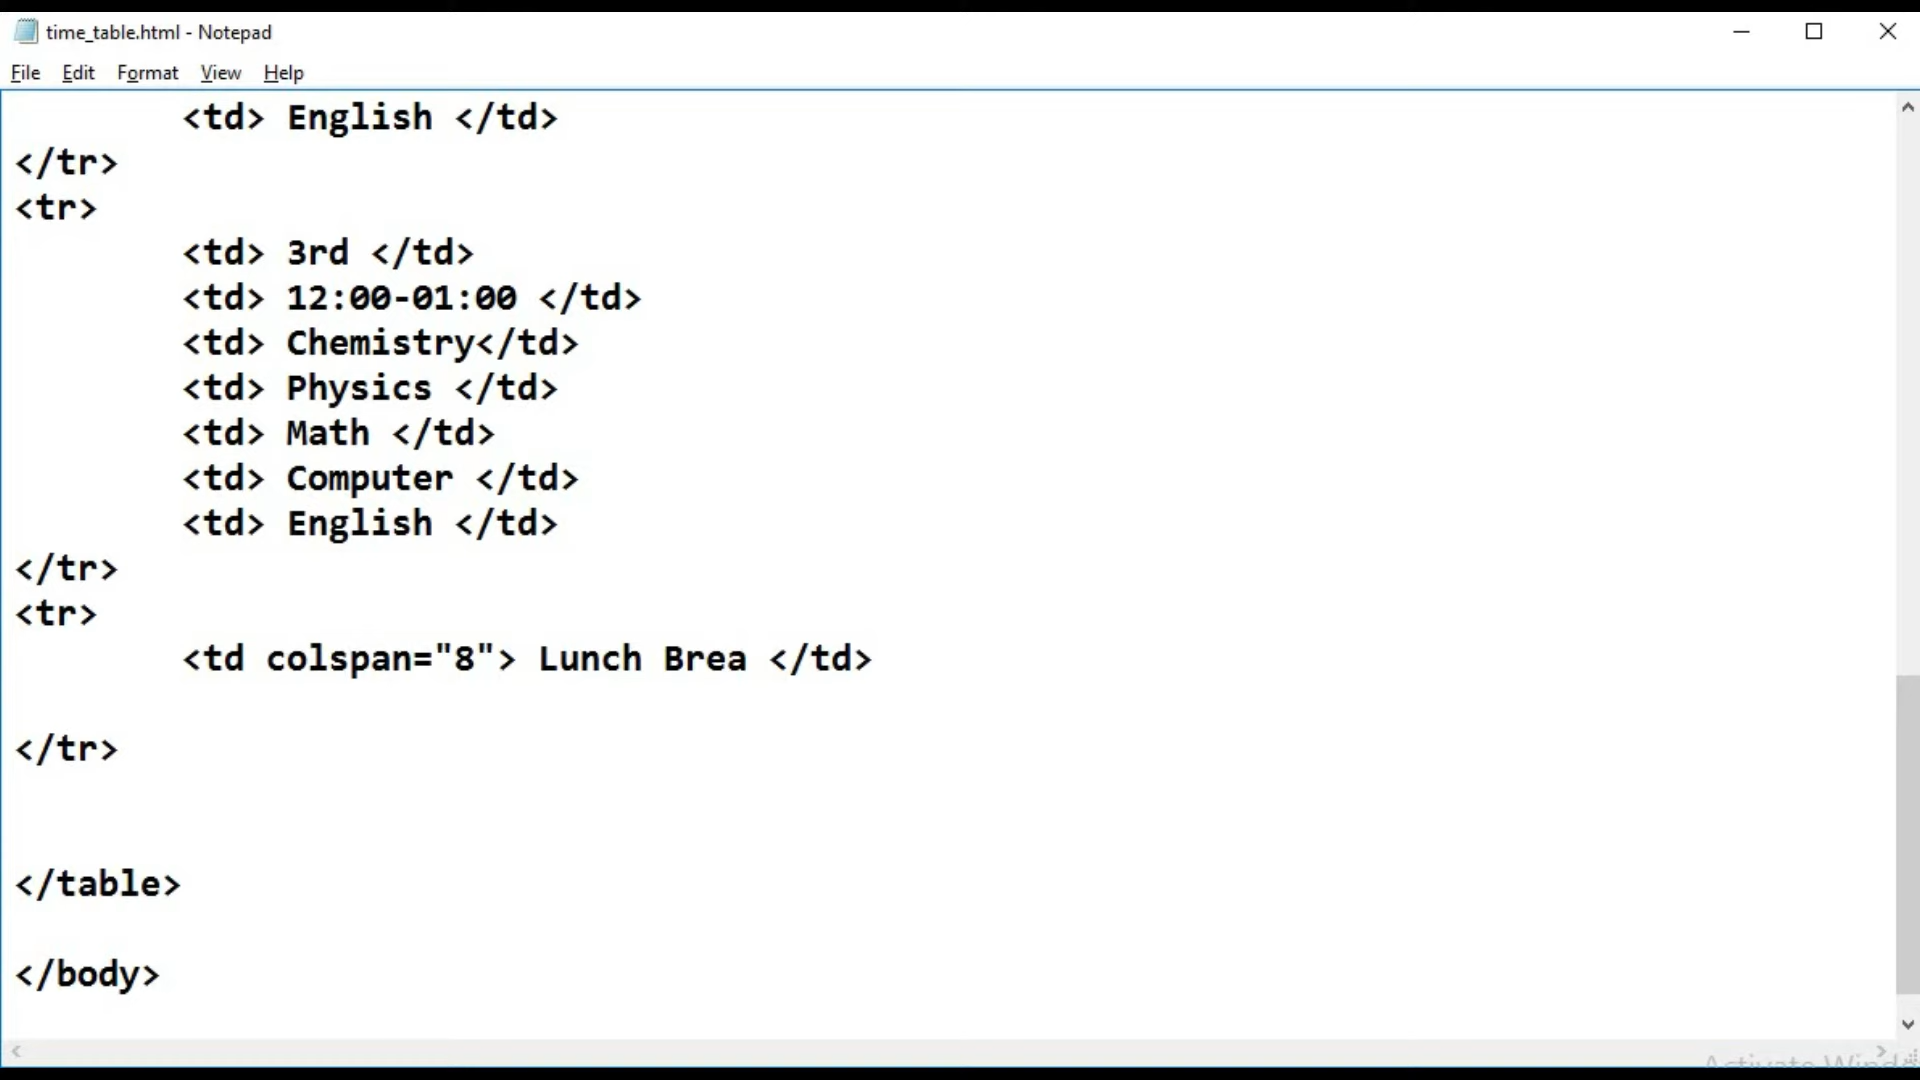 time_table.html - Notepad
File Edit Format View Help
<td> English </td>
</tr>
<tr>
<td> 3rd </td>
<td> 12:00-01:00 </td>
<td> Chemistry</td>
<td> Physics </td>
<td> Math </td>
<td> Computer </td>
<td> English </td>
</tr>
<tr>
<td colspan="8"> Lunch Brea </td>
</tr>
</table>
</body>